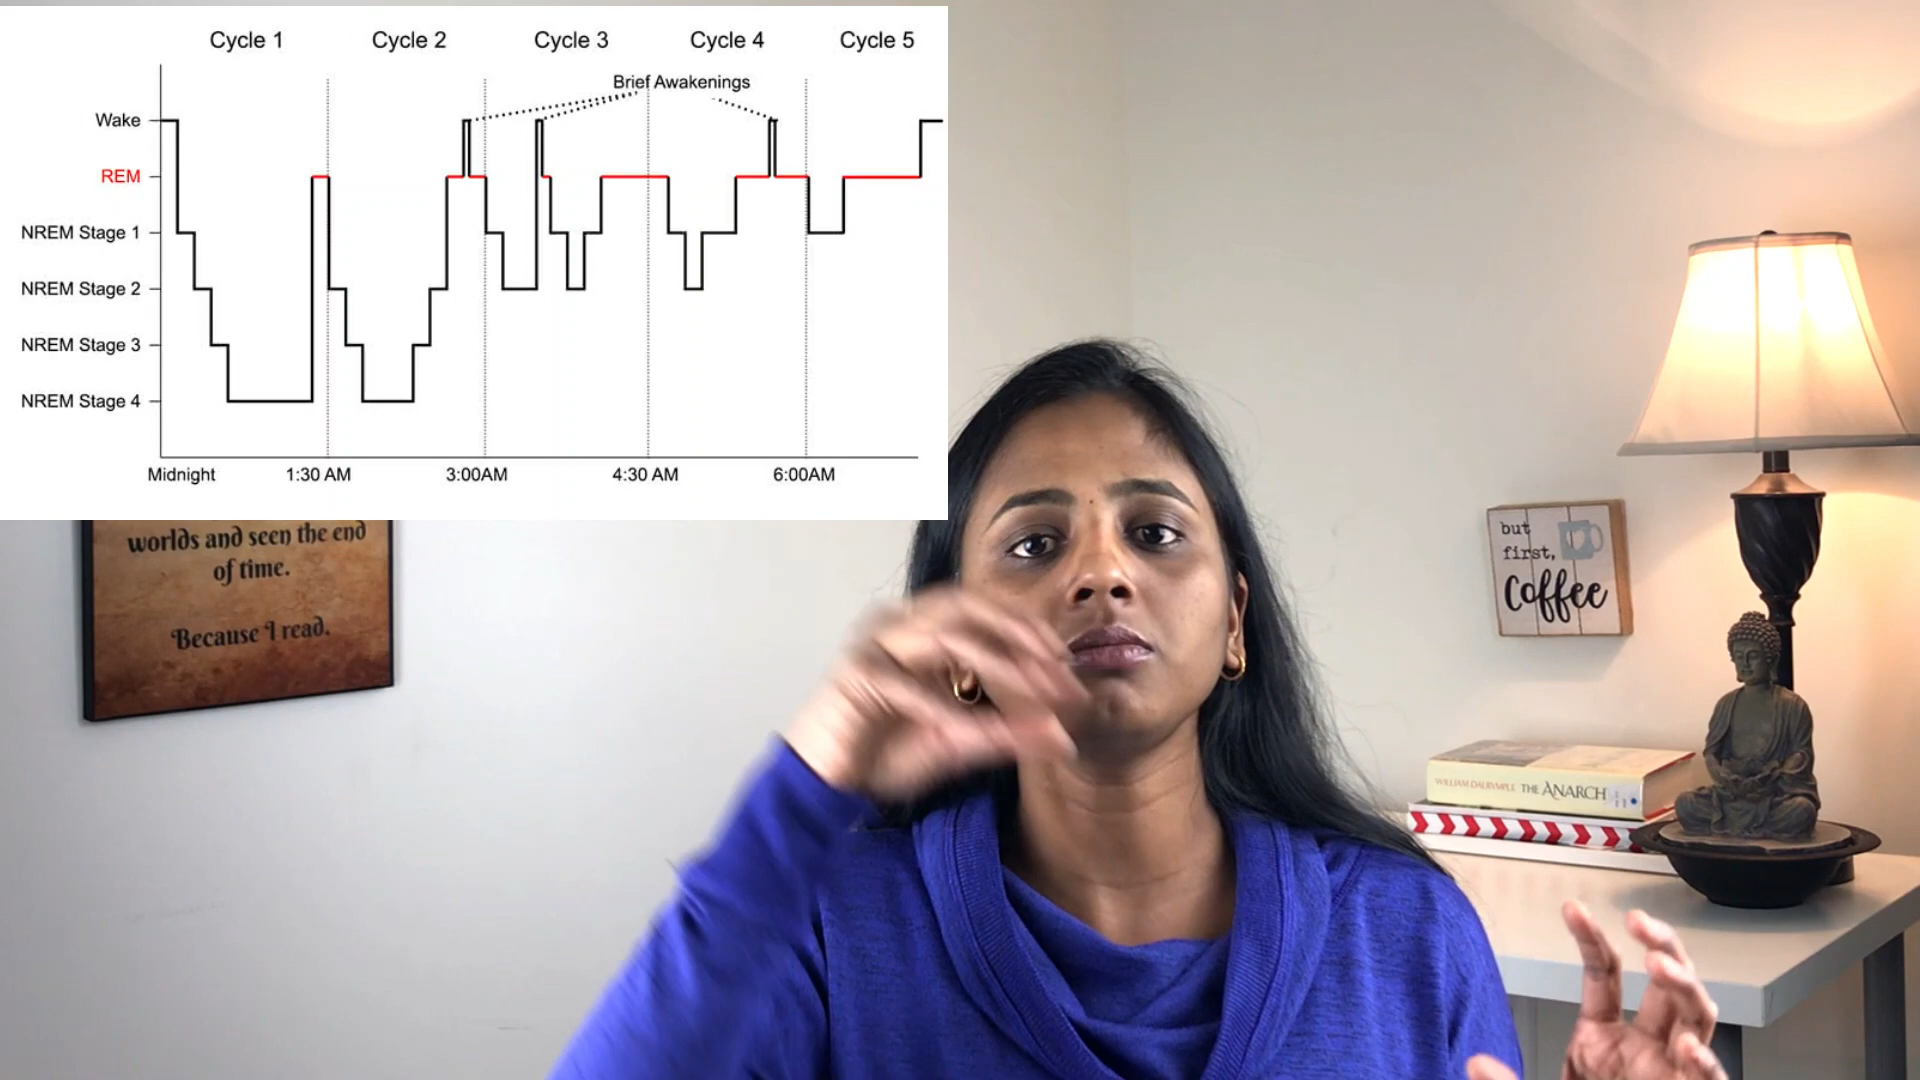 Cycle 1 Cycle 2 Cycle 3 Cycle 4 Cycle 5
Brief Awakenings
Wake
REM
NREM Stage 1
NREM Stage 2
NREM Stage 3
NREM Stage 4
Midnight 1:30 AM 3:00AM 4:30 AM 6:00AM
worlds and seen the end
of time.
Because I read.
but
first,
Coffee
WILLIAM DALRYMPLE THE ANARCH